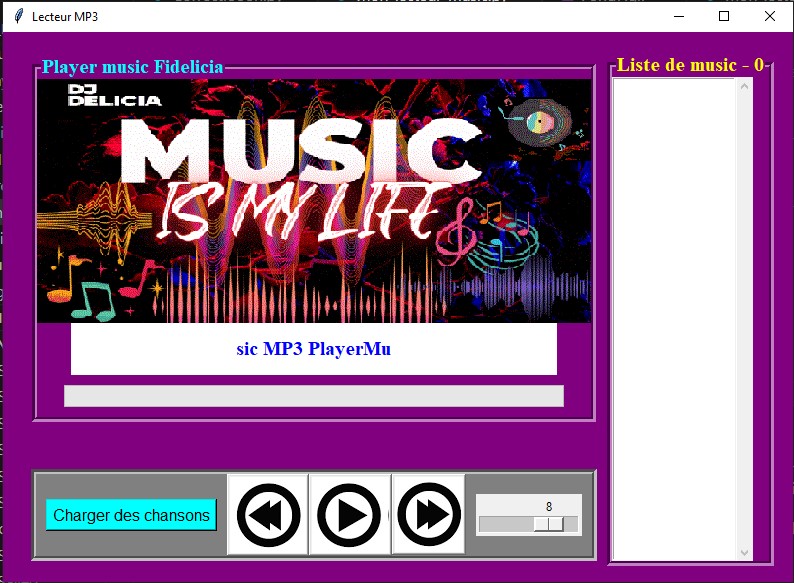 Lecteur MP3
Player music Fidelicia
DJ
DELICIA
MUSIC
IS MY LIFE
sic MP3 PlayerMu
Liste de music - 0-
Charger des chansons
8